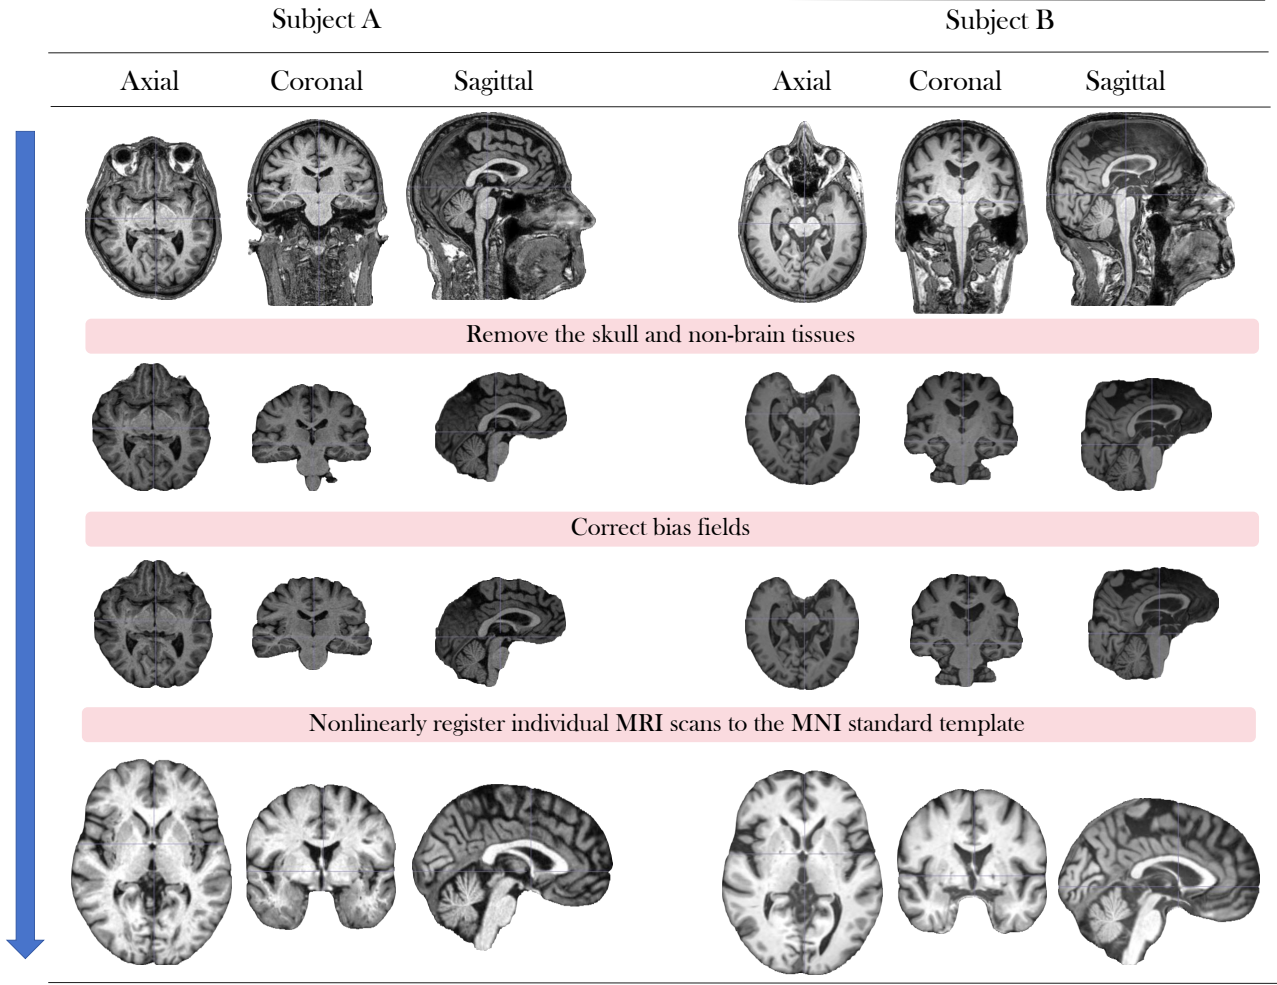 Subject A
Subject B
Axial
Coronal
Sagittal
Axial
Coronal
Sagittal
Remove the skull and non-brain tissues
Correct bias fields
Nonlinearly register individual MRI scans to the MNI standard template